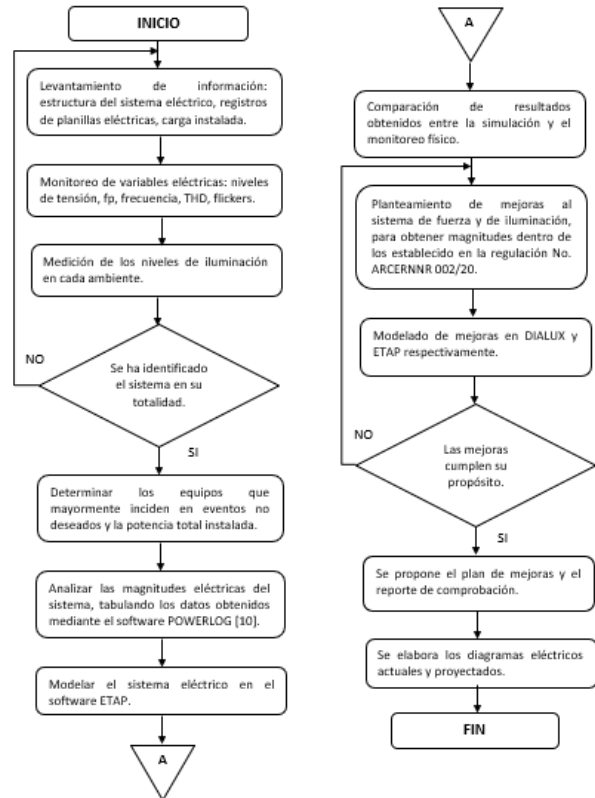 INICIO
Levantamiento de información:
estructura del sistema eléctrico, registros
de planillas eléctricas, carga instalada.
Monitoreo de variables eléctricas: niveles
de tensión, fp, frecuencia, THD, flickers.
Medición de los niveles de iluminación
en cada ambiente.
NO
Se ha identificado
el sistema en su
totalidad.
SI
Determinar los equipos que
mayormente inciden en eventos no
deseados y la potencia total instalada.
Analizar las magnitudes eléctricas del
sistema, tabulando los datos obtenidos
mediante el software POWERLOG [10].
Modelar el sistema eléctrico en el
software ETAP.
A
A
Comparación de resultados
obtenidos entre la simulación y el
monitoreo físico.
Planteamiento de mejoras al
sistema de fuerza y de iluminación,
para obtener magnitudes dentro de
los establecido en la regulación No.
ARCERNNR 002/20.
Modelado de mejoras en DIALUX y
ETAP respectivamente.
NO
Las mejoras
cumplen su
propósito.
SI
Se propone el plan de mejoras y el
reporte de comprobación.
Se elabora los diagramas eléctricos
actuales y proyectados.
FIN